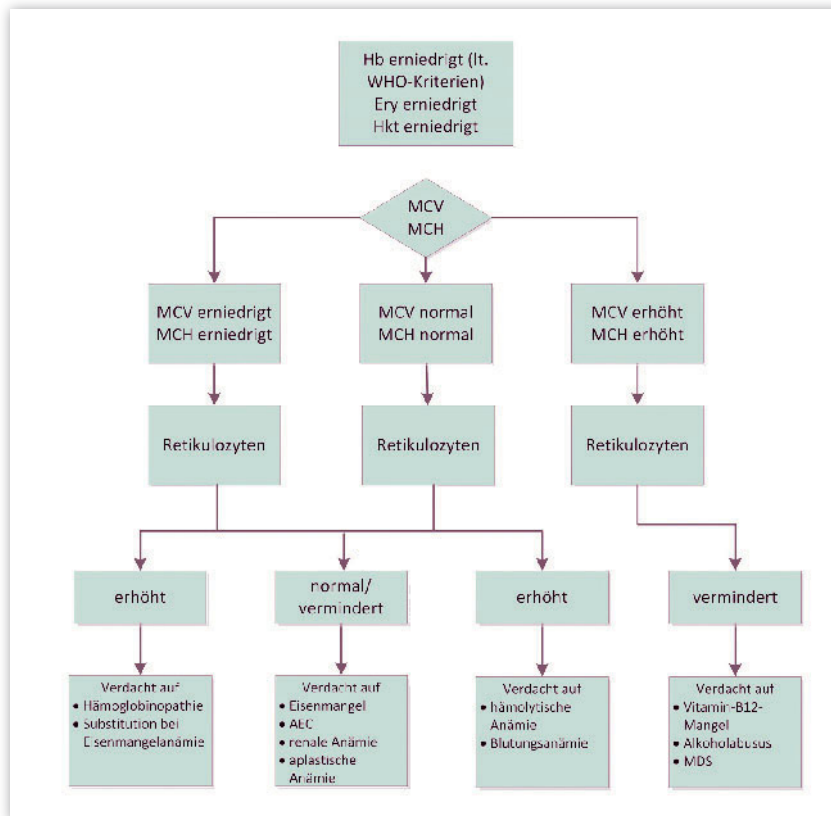 Hb erniedrigt (lt.
WHO-Kriterien)
Ery erniedrigt
Hkt erniedrigt
MCV
MCH
MCV erniedrigt
MCH erniedrigt
MCV normal
MCH normal
MCV erhöht
MCH erhöht
Retikulozyten
Retikulozyten
Retikulozyten
erhöht
normal/
vermindert
erhöht
vermindert
Verdacht auf
• Hämoglobinopathie
• Substitution bei
Eisenmangelanämie
Verdacht auf
• Eisenmangel
• AEC
• renale Anämie
• aplastische
Anämie
Verdacht auf
• hämolytische
Anämie
• Blutungsanämie
Verdacht auf
• Vitamin-B12-
Mangel
• Alkoholabusus
• MDS